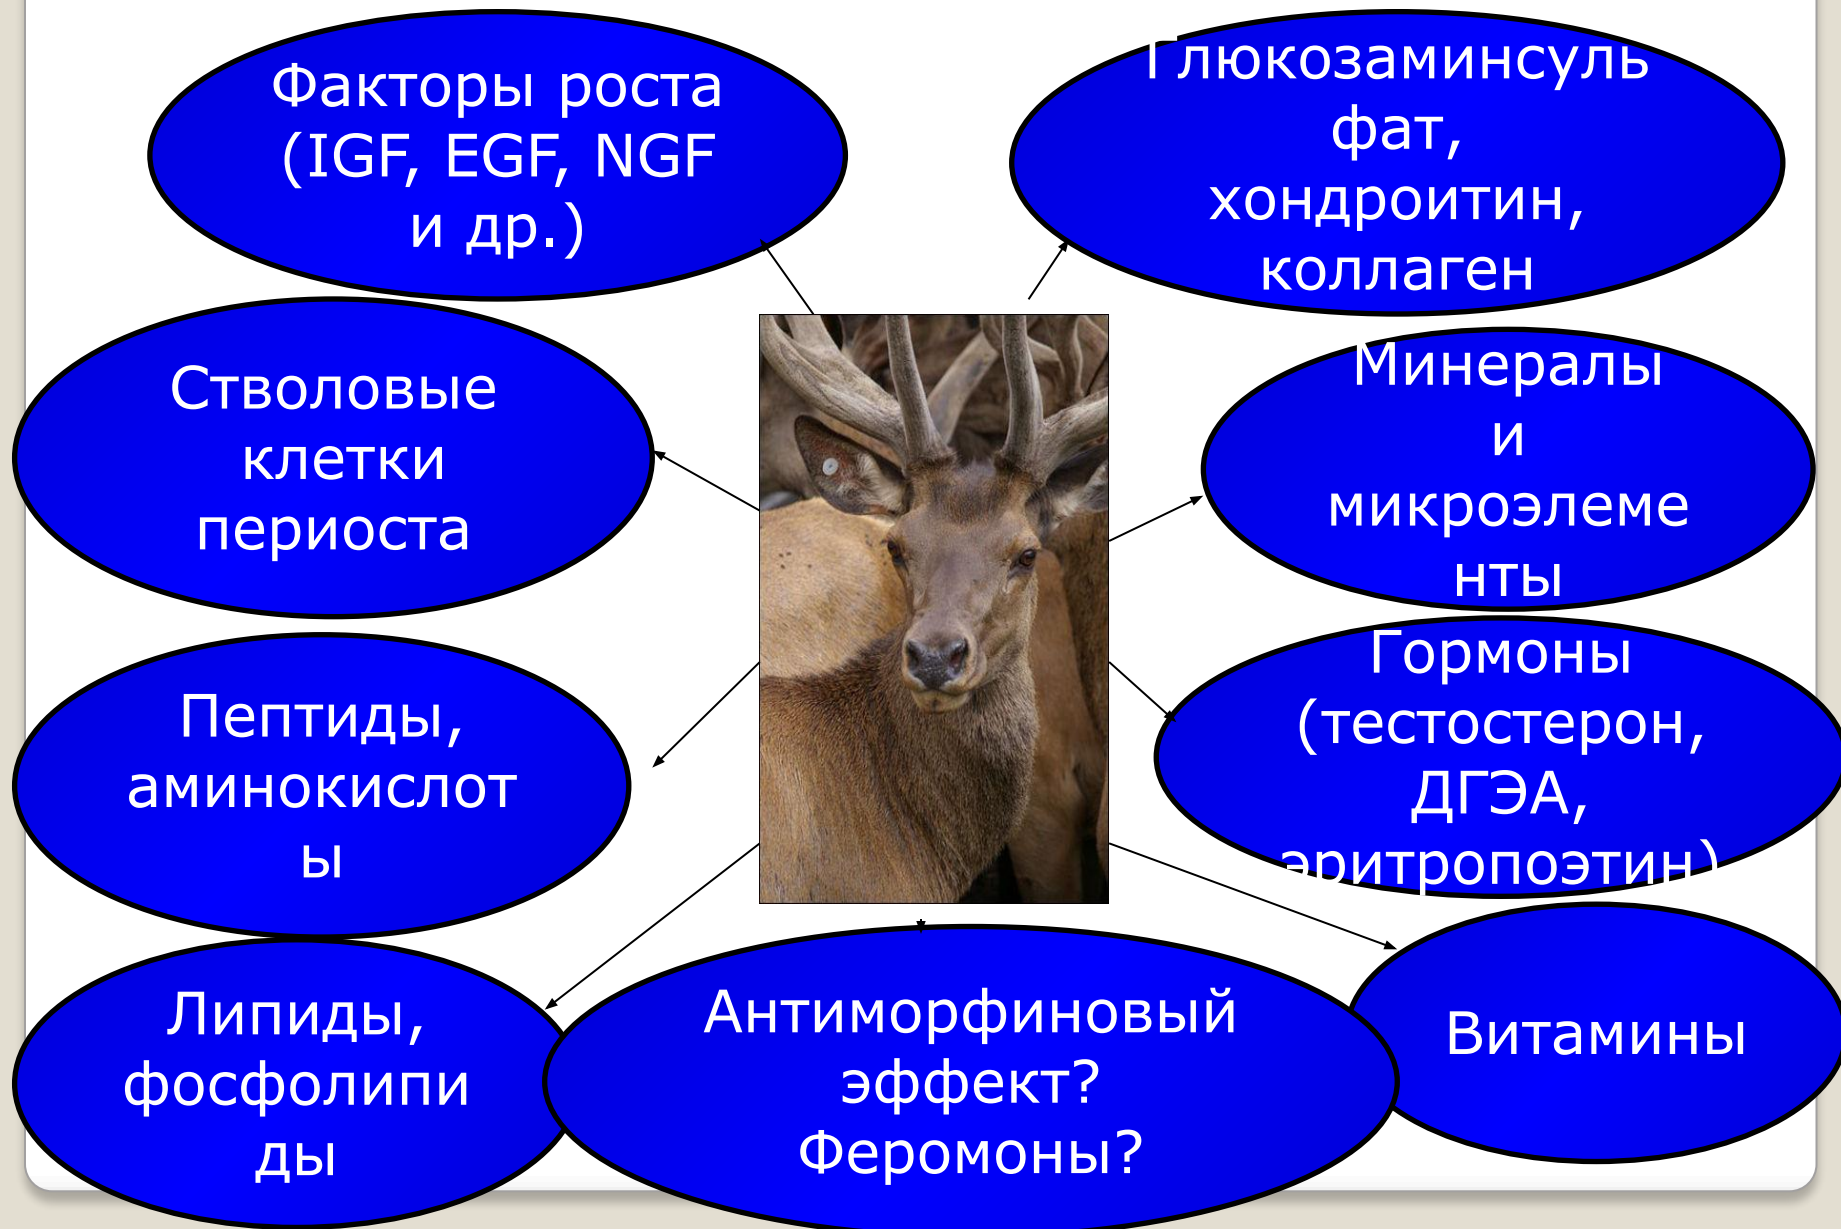 Факторы роста
(IGF, EGF, NGF
и др.)
Глюкозаминсуль
фат,
хондроитин,
коллаген
Стволовые
клетки
периоста
Минералы
и
микроэлеме
нты
Пептиды,
аминокислот
ы
Гормоны
(тестостерон,
ДГЭА,
эритропоэтин)
Липиды,
фосфолипи
ды
Антиморфиновый
эффект?
Феромоны?
Витамины